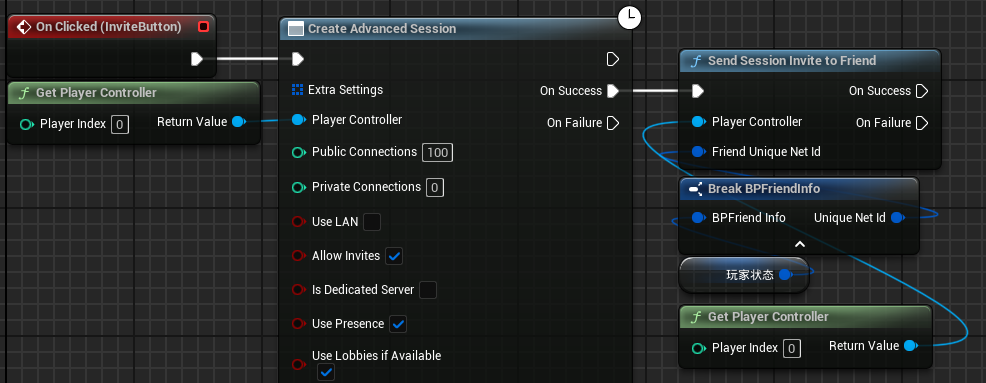 On Clicked (InviteButton)
Get Player Controller
Player Index 0
Return Value
Create Advanced Session
Extra Settings
On Success
Player Controller
On Failure
Public Connections 100
Private Connections 0
Use LAN
Allow Invites
Is Dedicated Server
Use Presence
Use Lobbies if Available
Send Session Invite to Friend
On Success
Player Controller
On Failure
Friend Unique Net Id
Break BPFriendInfo
BPFriend Info
Unique Net Id
玩家状态
Get Player Controller
Player Index 0
Return Value